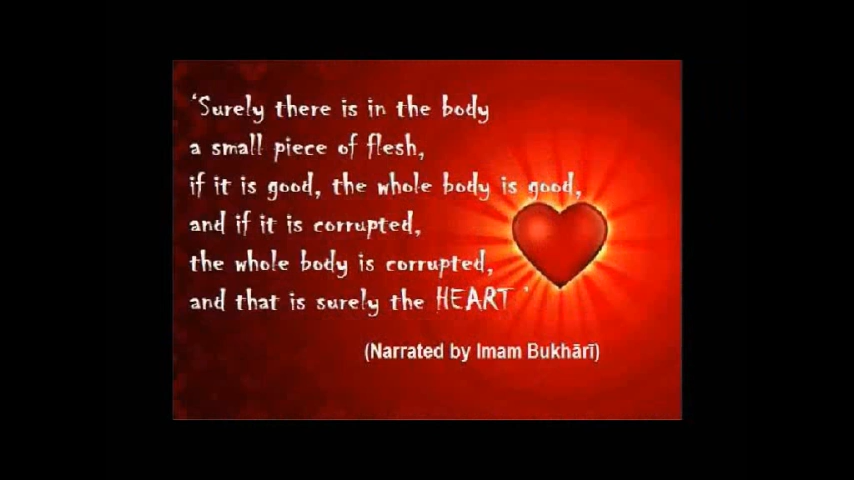 ‘Surely there is in the body
a small piece of flesh,
if it is good, the whole body is good,
and if it is corrupted,
the whole body is corrupted,
and that is surely the HEART ’
(Narrated by Imam Bukhārī)